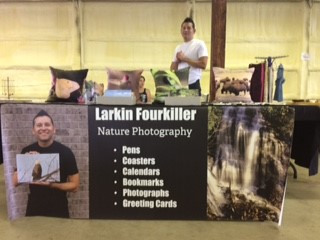 Larkin Fourkiller
Nature Photography
• Pens
• Coasters
• Calendars
• Bookmarks
• Photographs
• Greeting Cards